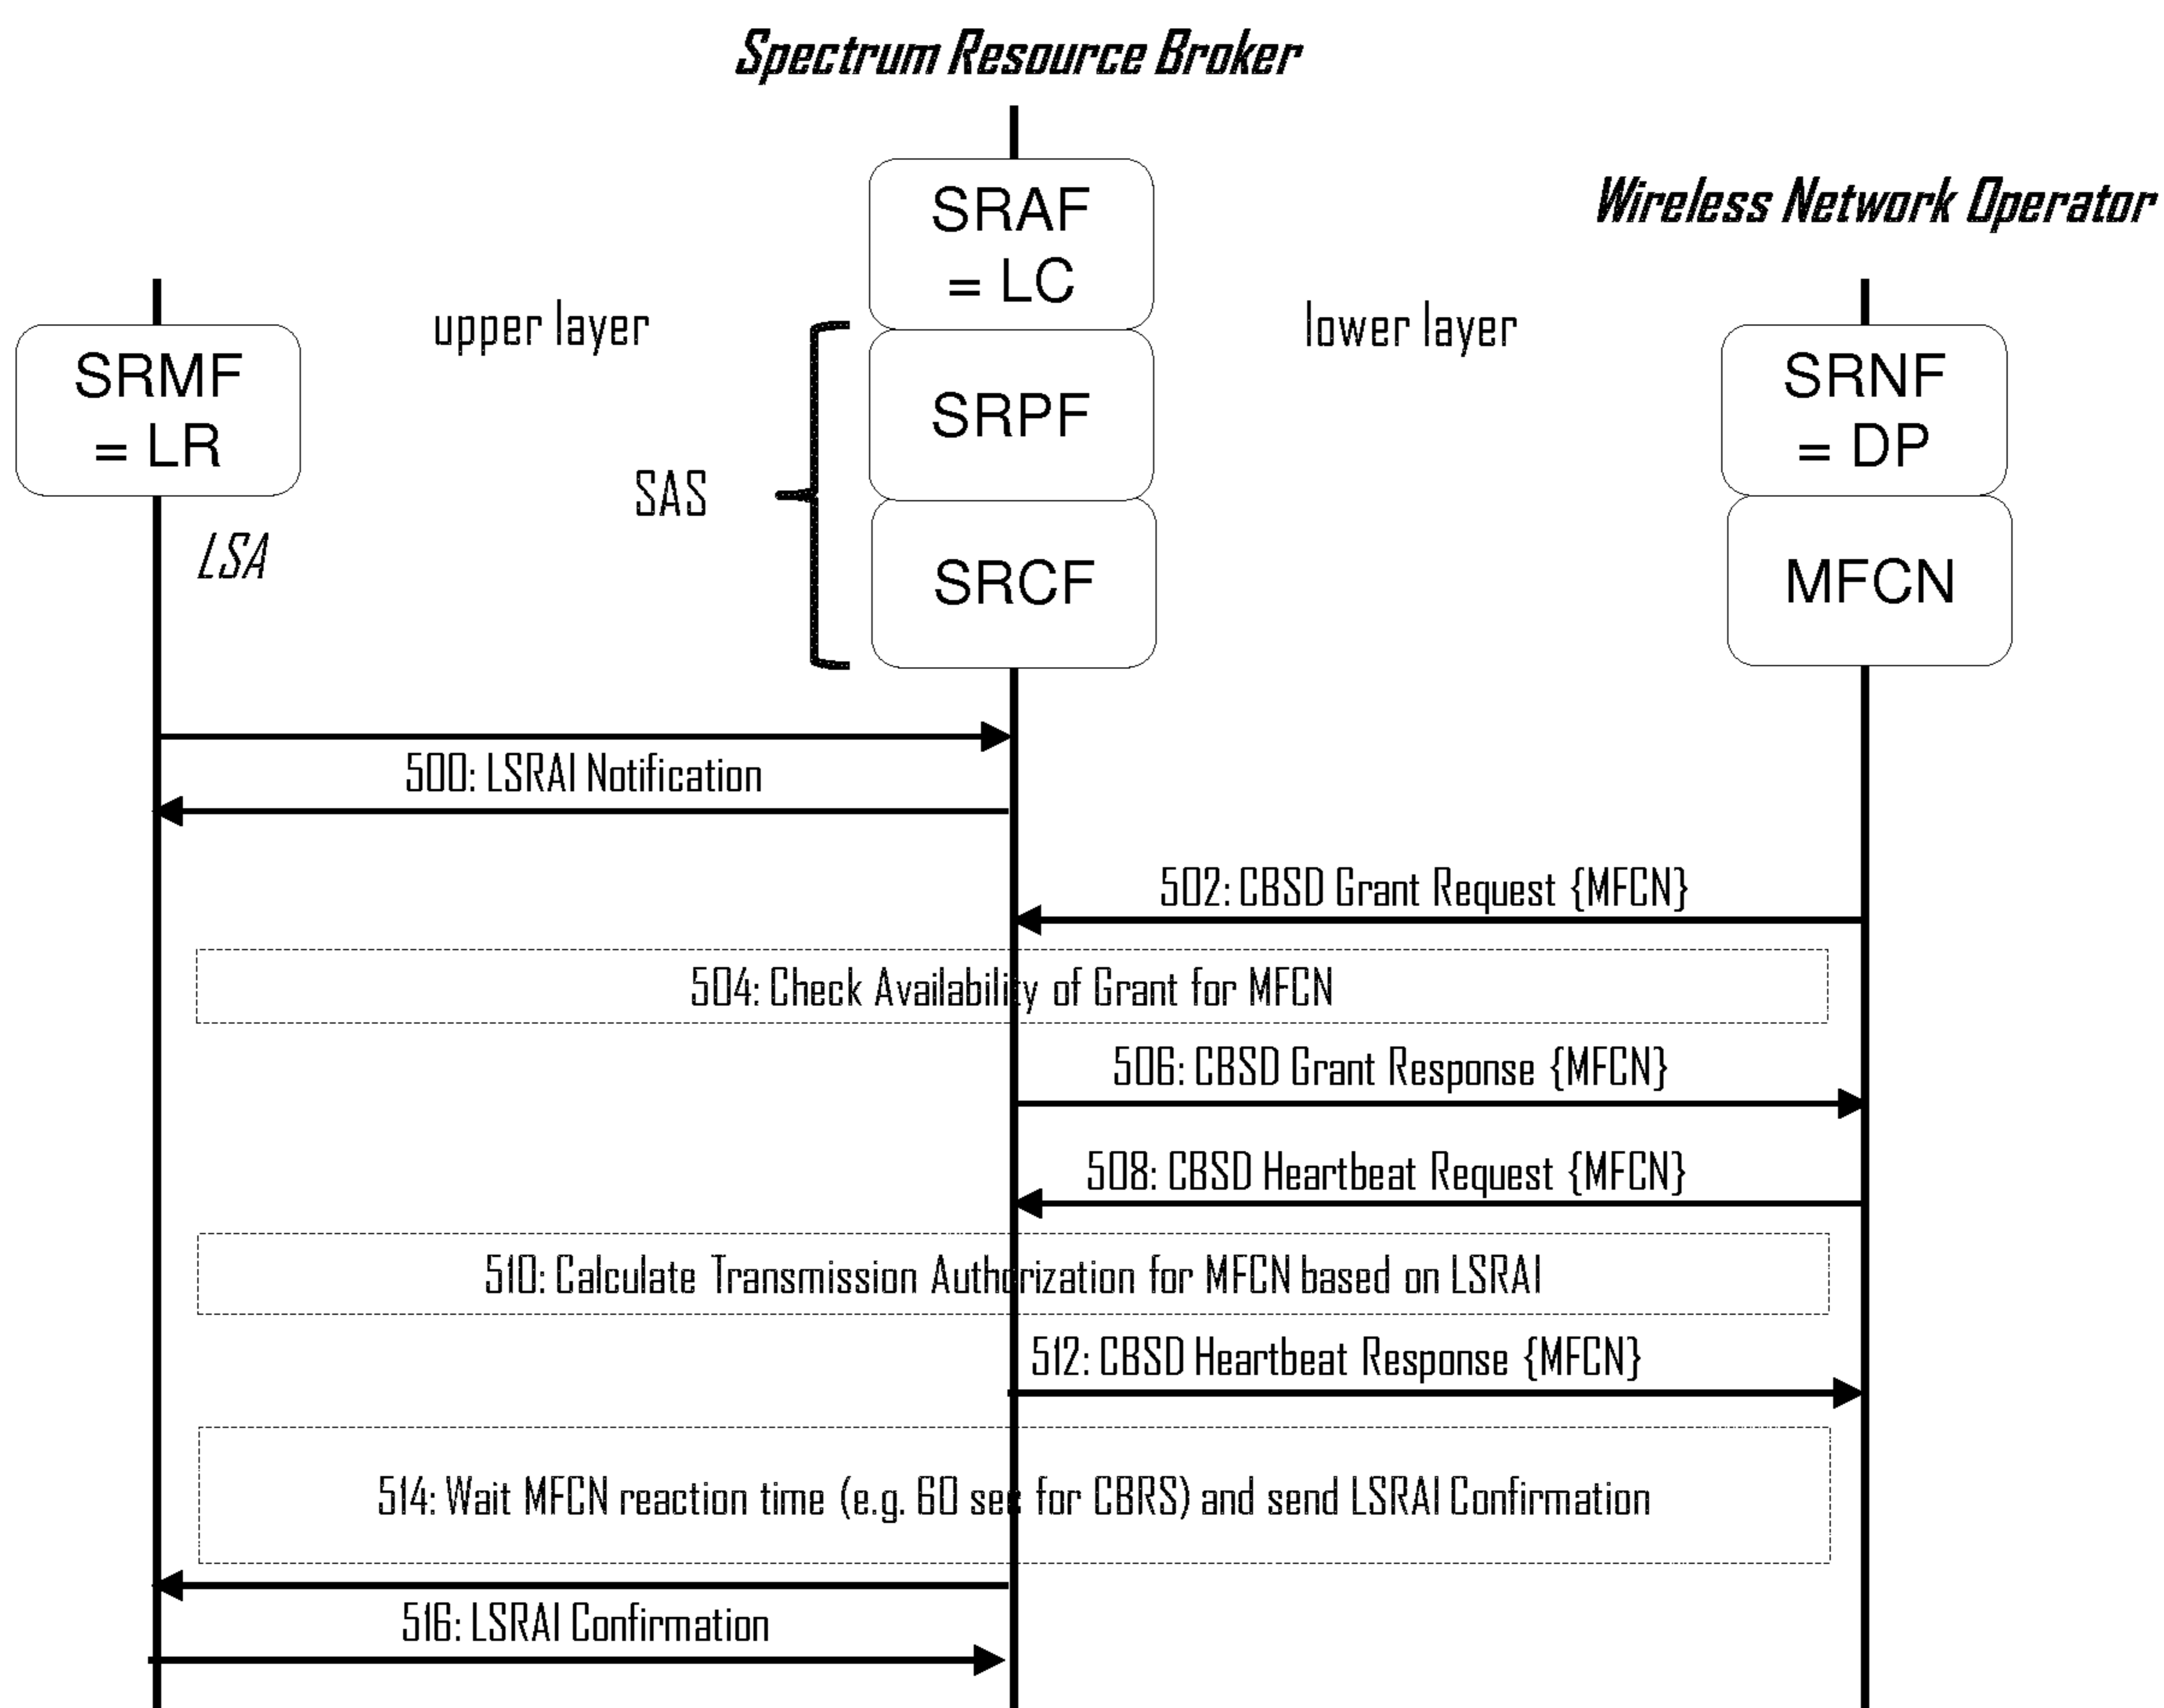 Spectrum Resource Broker
Wireless Network Operator
SRAF
= LC
upper layer
lower layer
SRMF
= LR
SRPF
SRNF
= DP
SAS
LSA
SRCF
MFCN
500: LSRAI Notification
502: CBSD Grant Request {MFCN}
504: Check Availability of Grant for MFCN
506: CBSD Grant Response {MFCN}
508: CBSD Heartbeat Request {MFCN}
510: Calculate Transmission Authorization for MFCN based on LSRAI
512: CBSD Heartbeat Response {MFCN}
514: Wait MFCN reaction time (e.g. 60 sec for CBRS) and send LSRAI Confirmation
516: LSRAI Confirmation